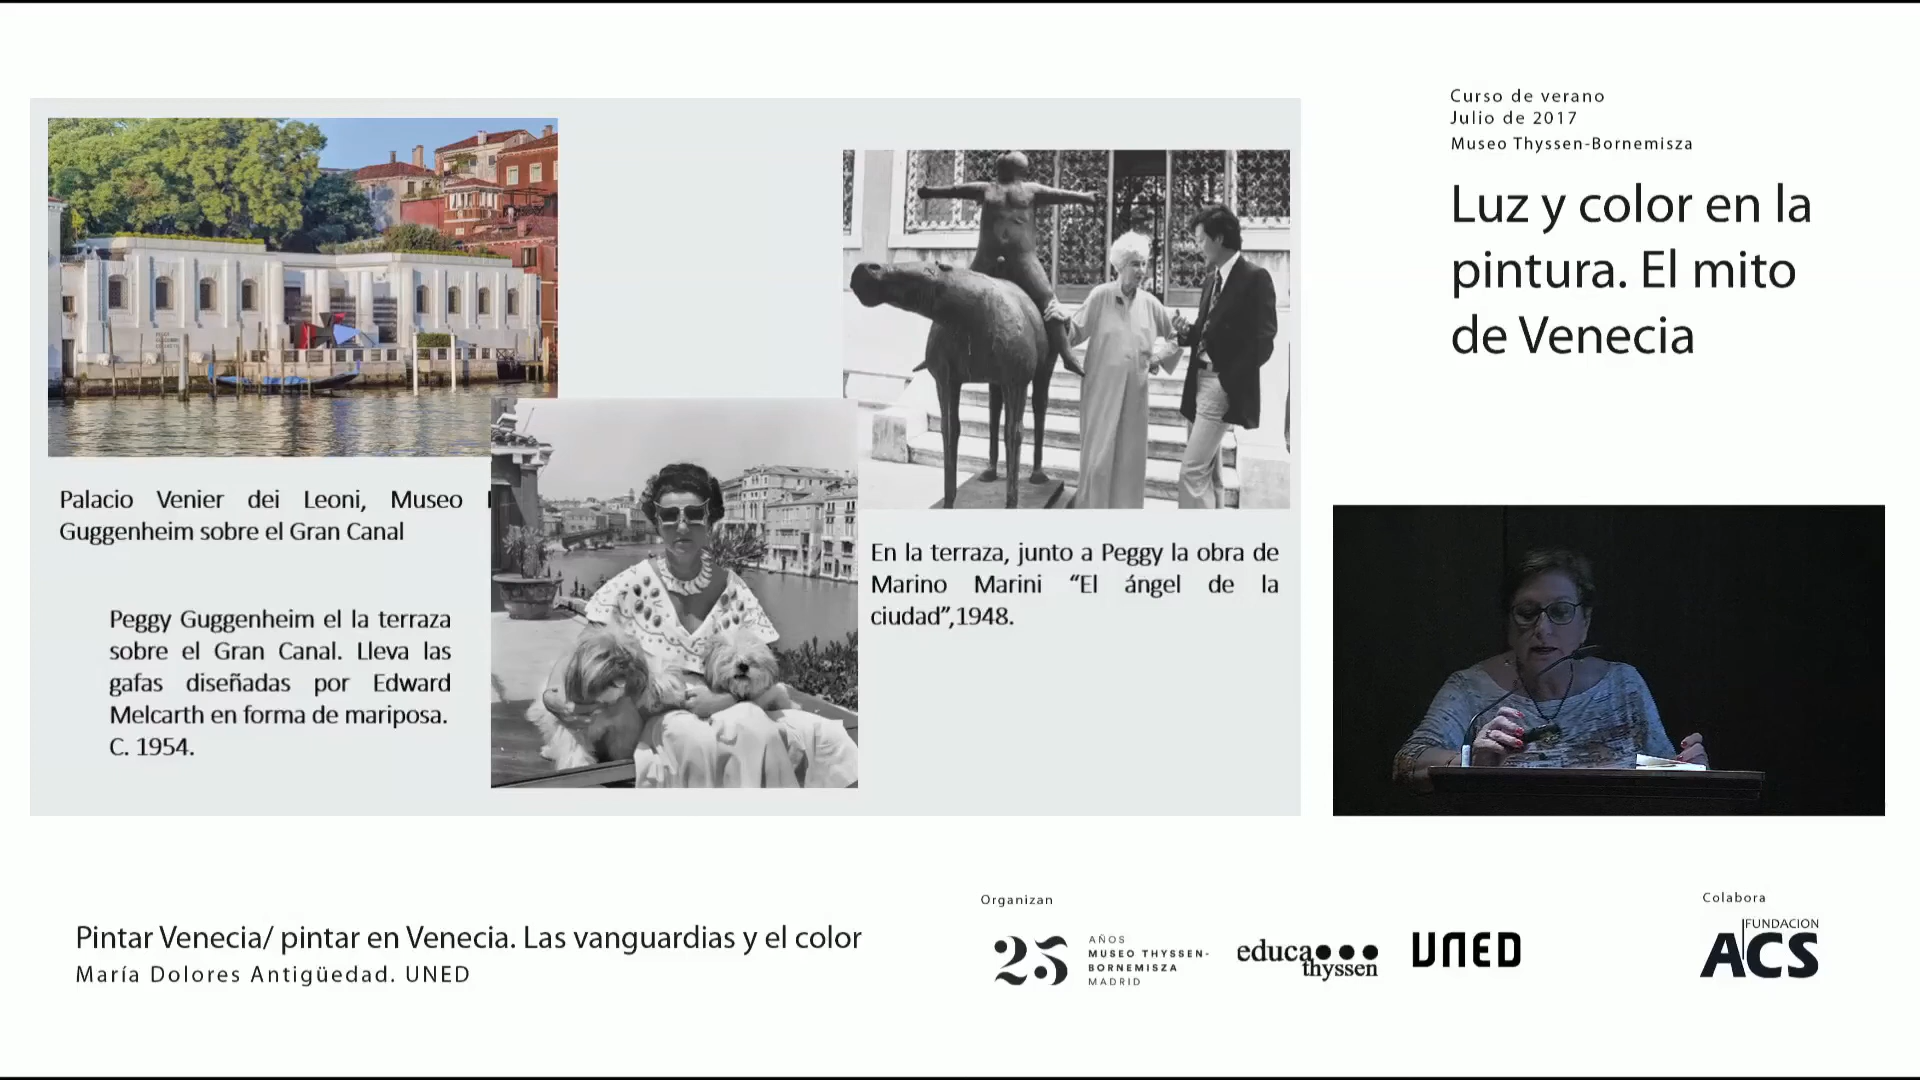 Curso de verano
Julio de 2017
Museo Thyssen-Bornemisza
Luz y color en la
pintura. El mito
de Venecia
Palacio Venier dei Leoni, Museo
Guggenheim sobre el Gran Canal
Peggy Guggenheim el la terraza
sobre el Gran Canal. Lleva las
gafas diseñadas por Edward
Melcarth en forma de mariposa.
C. 1954.
En la terraza, junto a Peggy la obra de
Marino Marini “El ángel de la
ciudad”,1948.
Pintar Venecia/ pintar en Venecia. Las vanguardias y el color
María Dolores Antigüedad. UNED
Organizan
25
AÑOS
MUSEO THYSSEN-
BORNEMISZA
MADRID
educa
thyssen
UNED
Colabora
FUNDACION
ACS